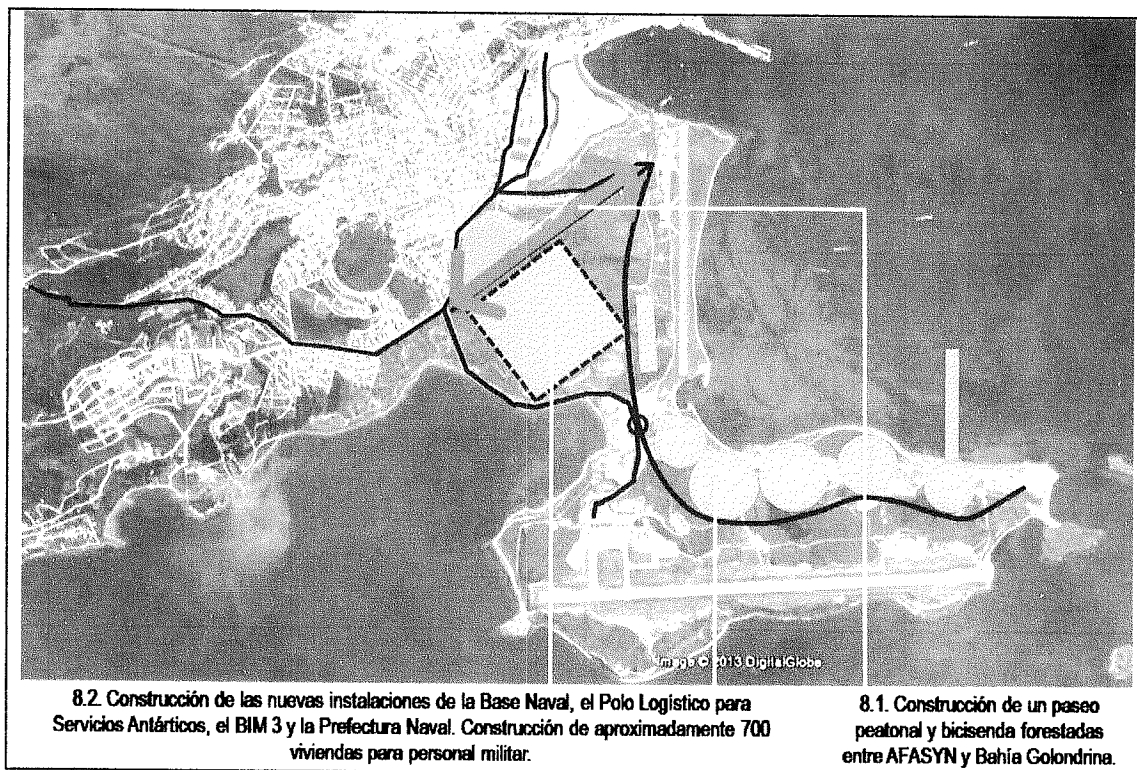 Image © 2013 DigitalGlobe
8.2. Construcción de las nuevas instalaciones de la Base Naval, el Polo Logístico para
Servicios Antárticos, el BIM 3 y la Prefectura Naval. Construcción de aproximadamente 700
viviendas para personal militar.
8.1. Construcción de un paseo
peatonal y bicisenda forestadas
entre AFASYN y Bahía Golondrina.